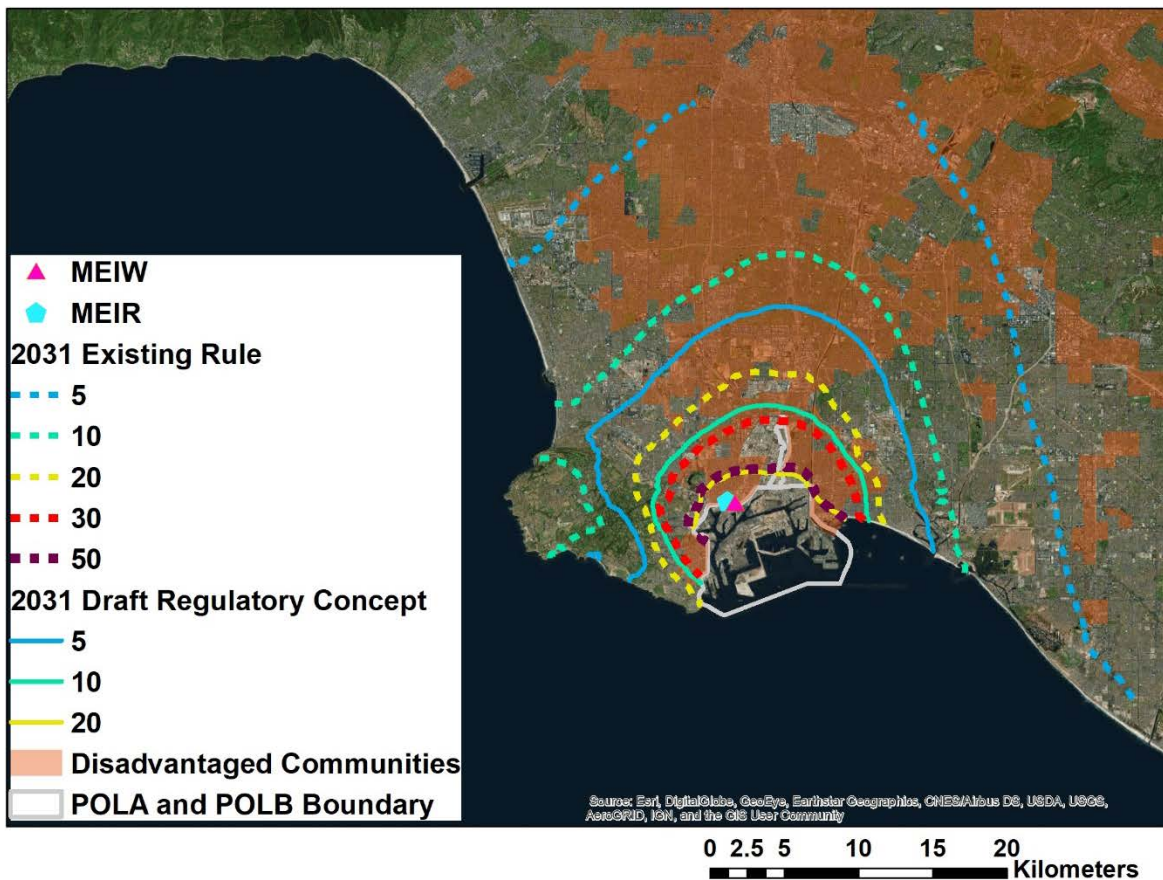 MEIW
MEIR
2031 Existing Rule
5
10
20
30
50
2031 Draft Regulatory Concept
5
10
20
Disadvantaged Communities
POLA and POLB Boundary
Source: Esri, DigitalGlobe, GeoEye, Earthstar Geographics, CNES/Airbus DS, USDA, USGS,
AeroGRID, IGN, and the GIS User Community
0 2.5 5 10 15 20
Kilometers